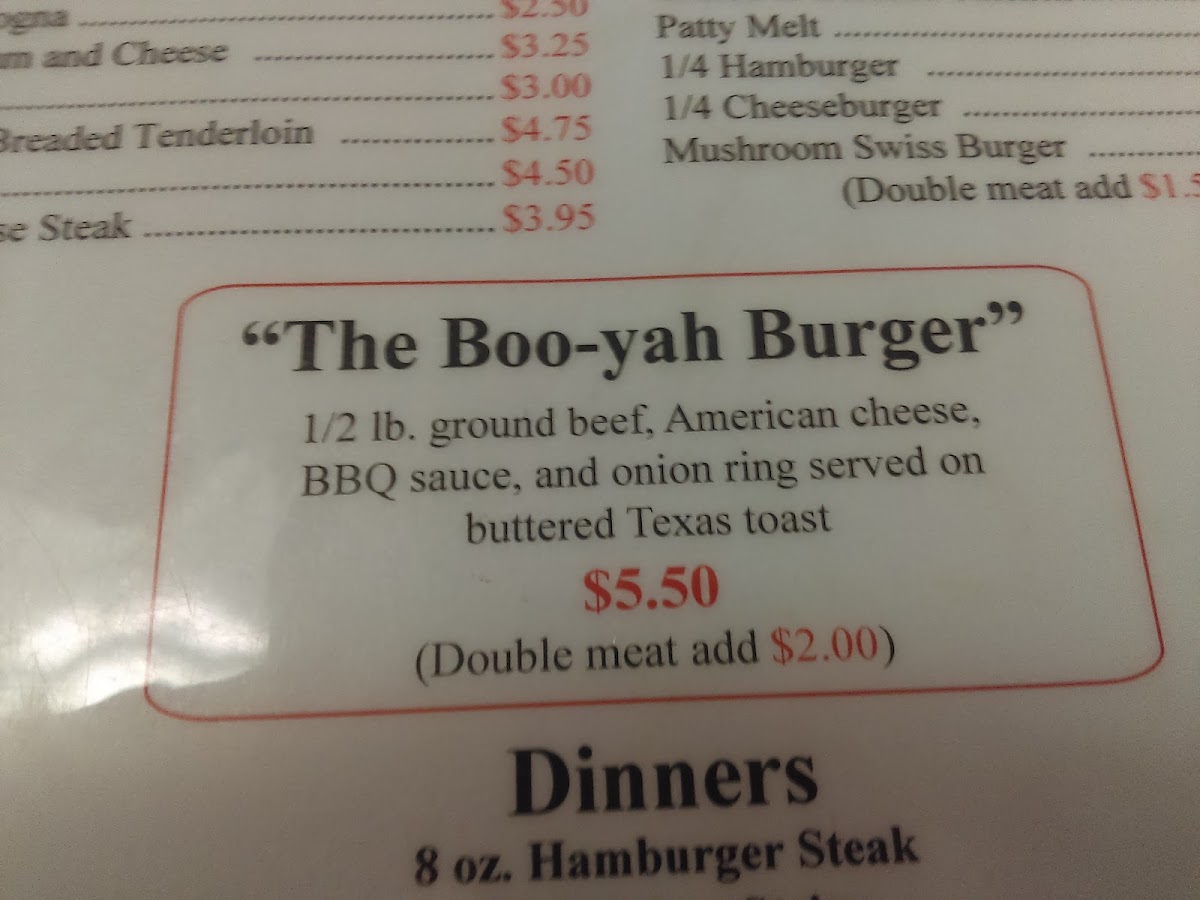 $2.50
and Cheese $3.25
$3.00
Breaded Tenderloin $4.75
$4.50
Steak $3.95
Patty Melt
1/4 Hamburger
1/4 Cheeseburger
Mushroom Swiss Burger
(Double meat add $1.5
“The Boo-yah Burger”
1/2 lb. ground beef, American cheese,
BBQ sauce, and onion ring served on
buttered Texas toast
$5.50
(Double meat add $2.00)
Dinners
8 oz. Hamburger Steak